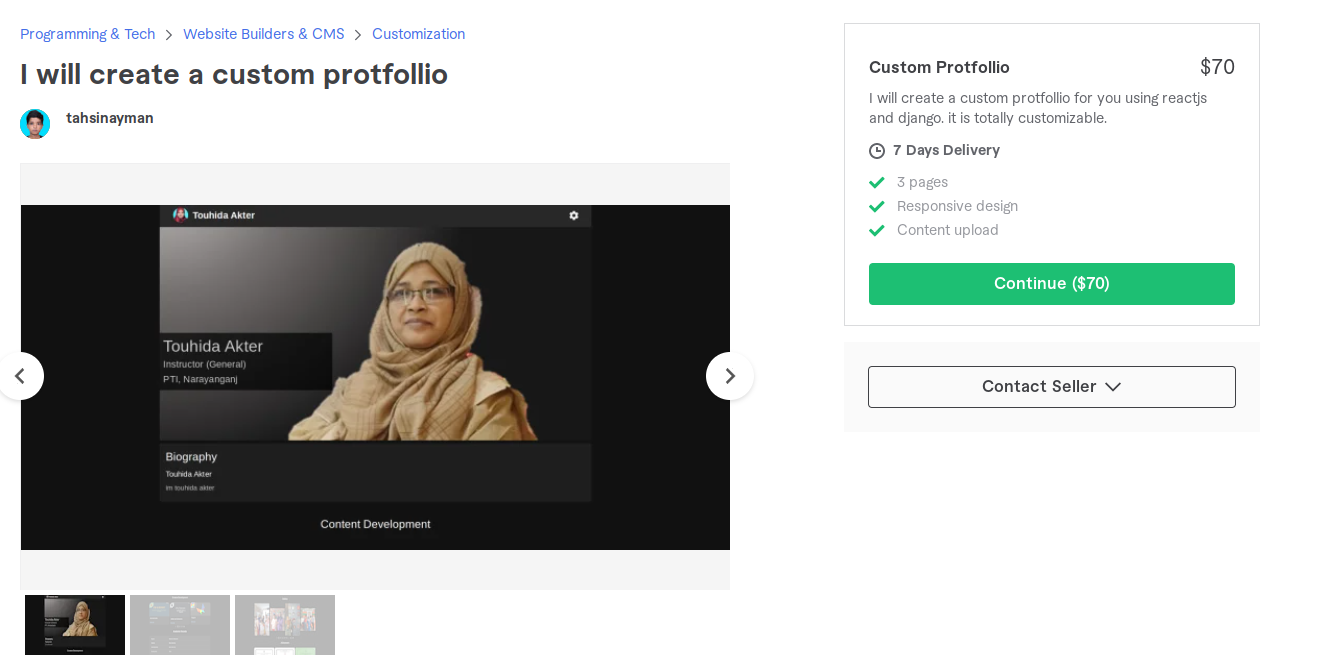 Programming & Tech > Website Builders & CMS > Customization
I will create a custom protfollio
tahsinayman
Touhida Akter
Touhida Akter
Instructor (General)
PTI, Narayanganj
Biography
Touhida Akter
im touhida akter
Content Development
Custom Protfollio $70
I will create a custom protfollio for you using reactjs
and django. it is totally customizable.
7 Days Delivery
3 pages
Responsive design
Content upload
Continue ($70)
Contact Seller